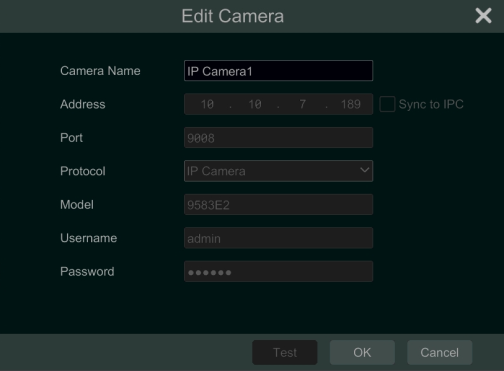 Edit Camera
Camera Name IP Camera1
Address 10 . 10 . 7 . 189 Sync to IPC
Port 9008
Protocol IP Camera
Model 9583E2
Username admin
Password ●●●●●●
Test OK Cancel